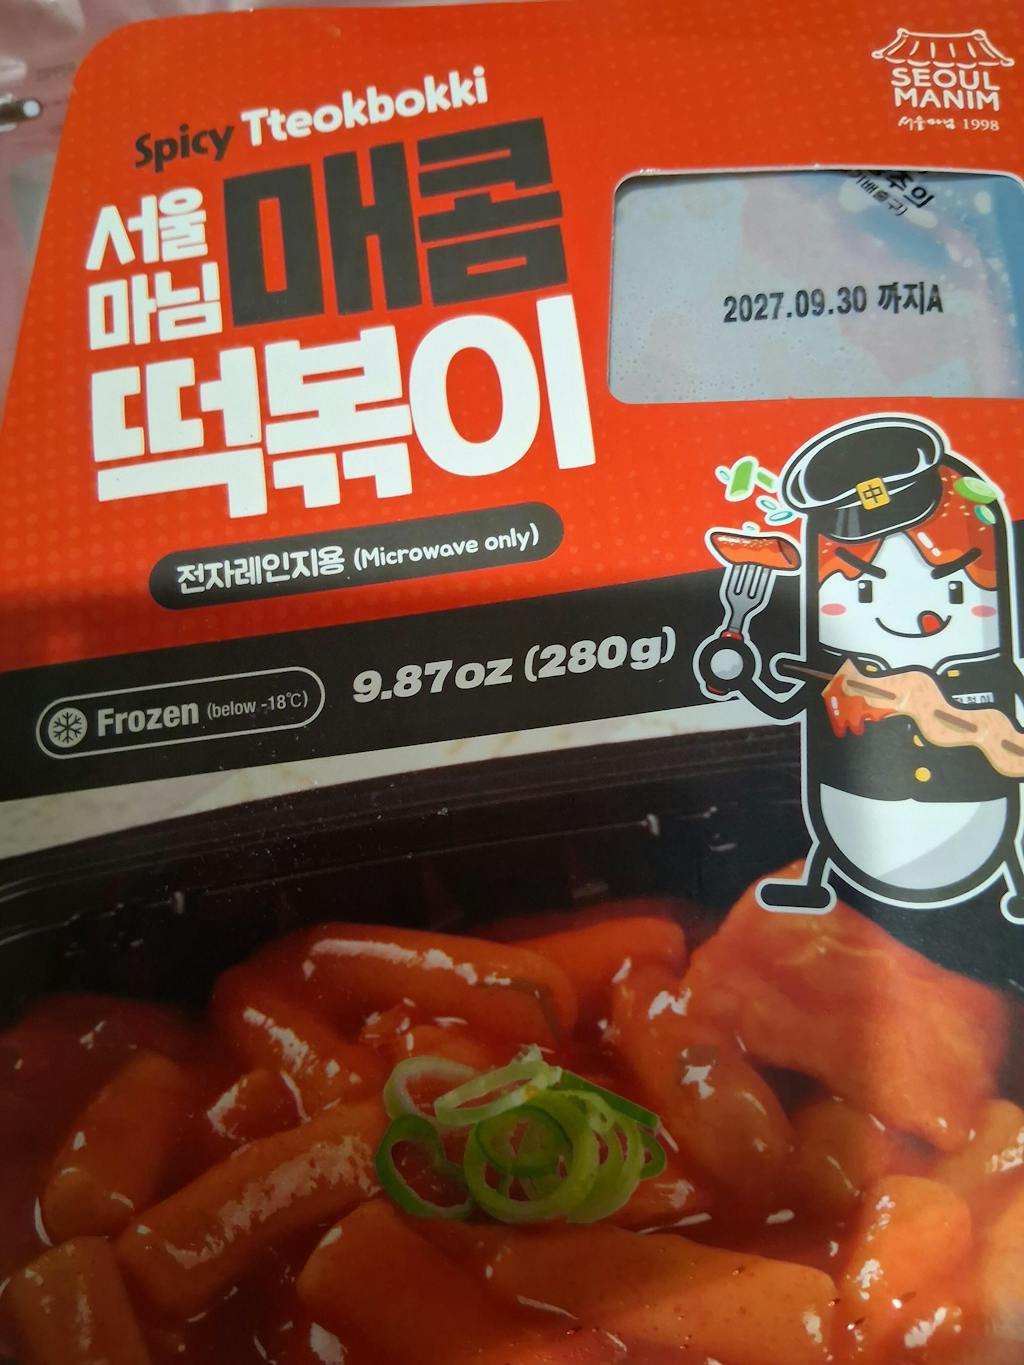 SEOUL
MANIM
서울마님 1998
Spicy Tteokbokki
서울
마님
매콤
떡볶이
주의
2027.09.30 까지A
中
전자레인지용 (Microwave only)
Frozen (below -18℃)
9.87oz (280g)